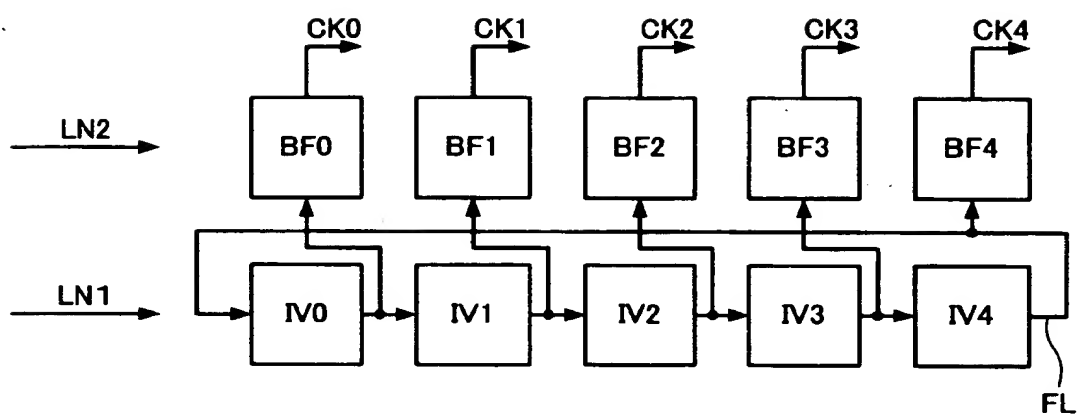 CK0 CK1 CK2 CK3 CK4
LN2 BF0 BF1 BF2 BF3 BF4
LN1 IV0 IV1 IV2 IV3 IV4
FL